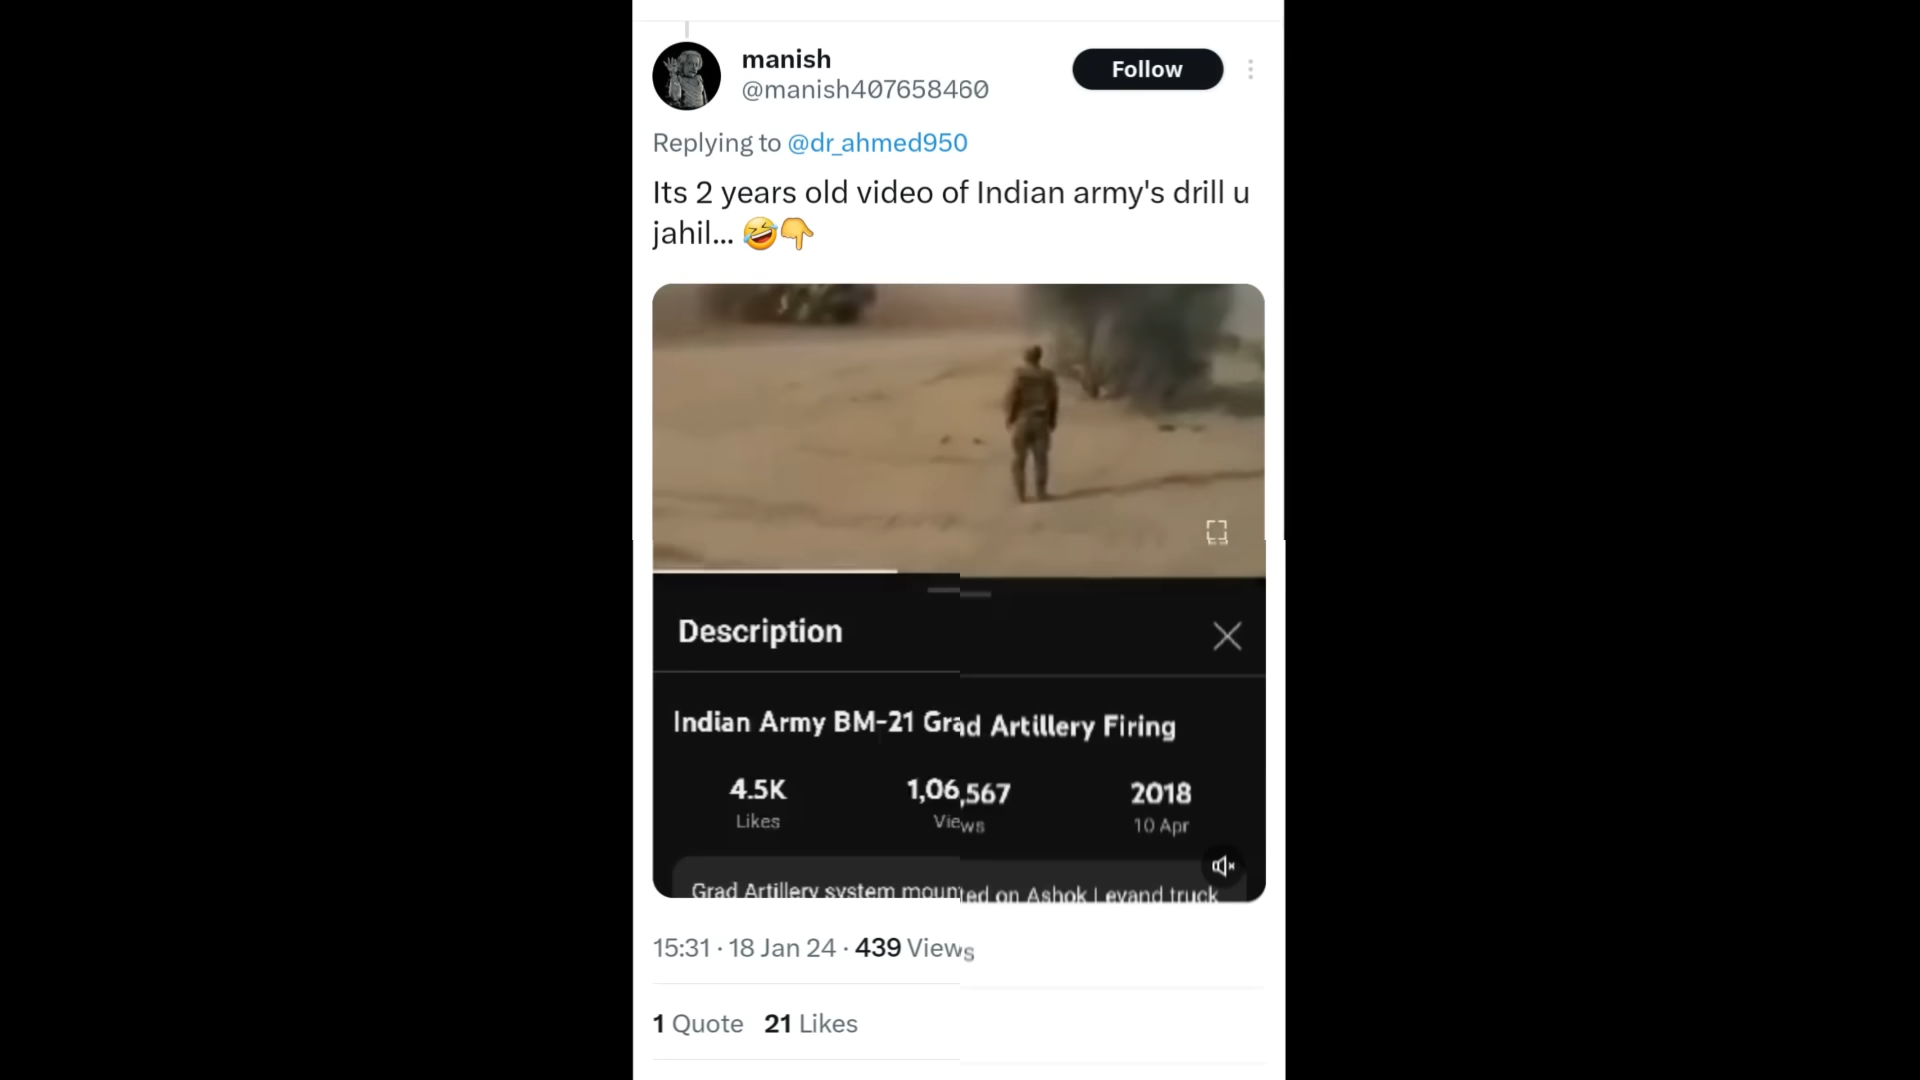 manish
@manish407658460
Follow
Replying to @dr_ahmed950
Its 2 years old video of Indian army's drill u
jahil... 🤣👇
Description
Indian Army BM-21 Grad Artillery Firing
4.5K 1,06,567 2018
Likes Views 10 Apr
Grad Artillery system mounted on Ashok Leyand truck
15:31 · 18 Jan 24 · 439 Views
1 Quote 21 Likes